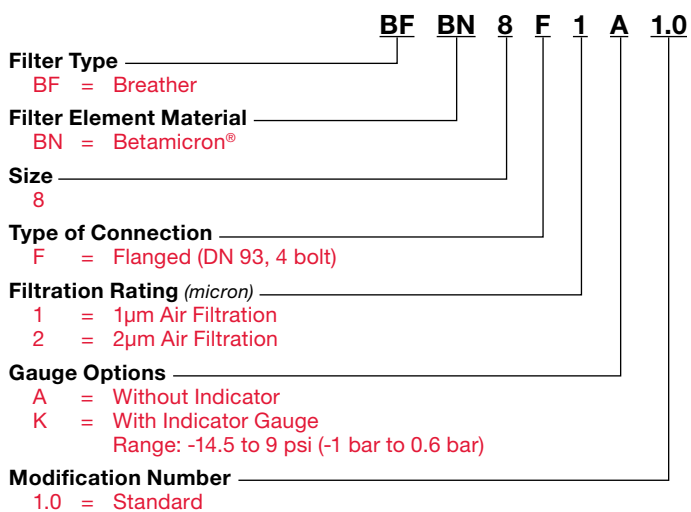 BF BN 8 F 1 A 1.0
Filter Type
BF = Breather
Filter Element Material
BN = Betamicron®
Size
8
Type of Connection
F = Flanged (DN 93, 4 bolt)
Filtration Rating (micron)
1 = 1µm Air Filtration
2 = 2µm Air Filtration
Gauge Options
A = Without Indicator
K = With Indicator Gauge
Range: -14.5 to 9 psi (-1 bar to 0.6 bar)
Modification Number
1.0 = Standard